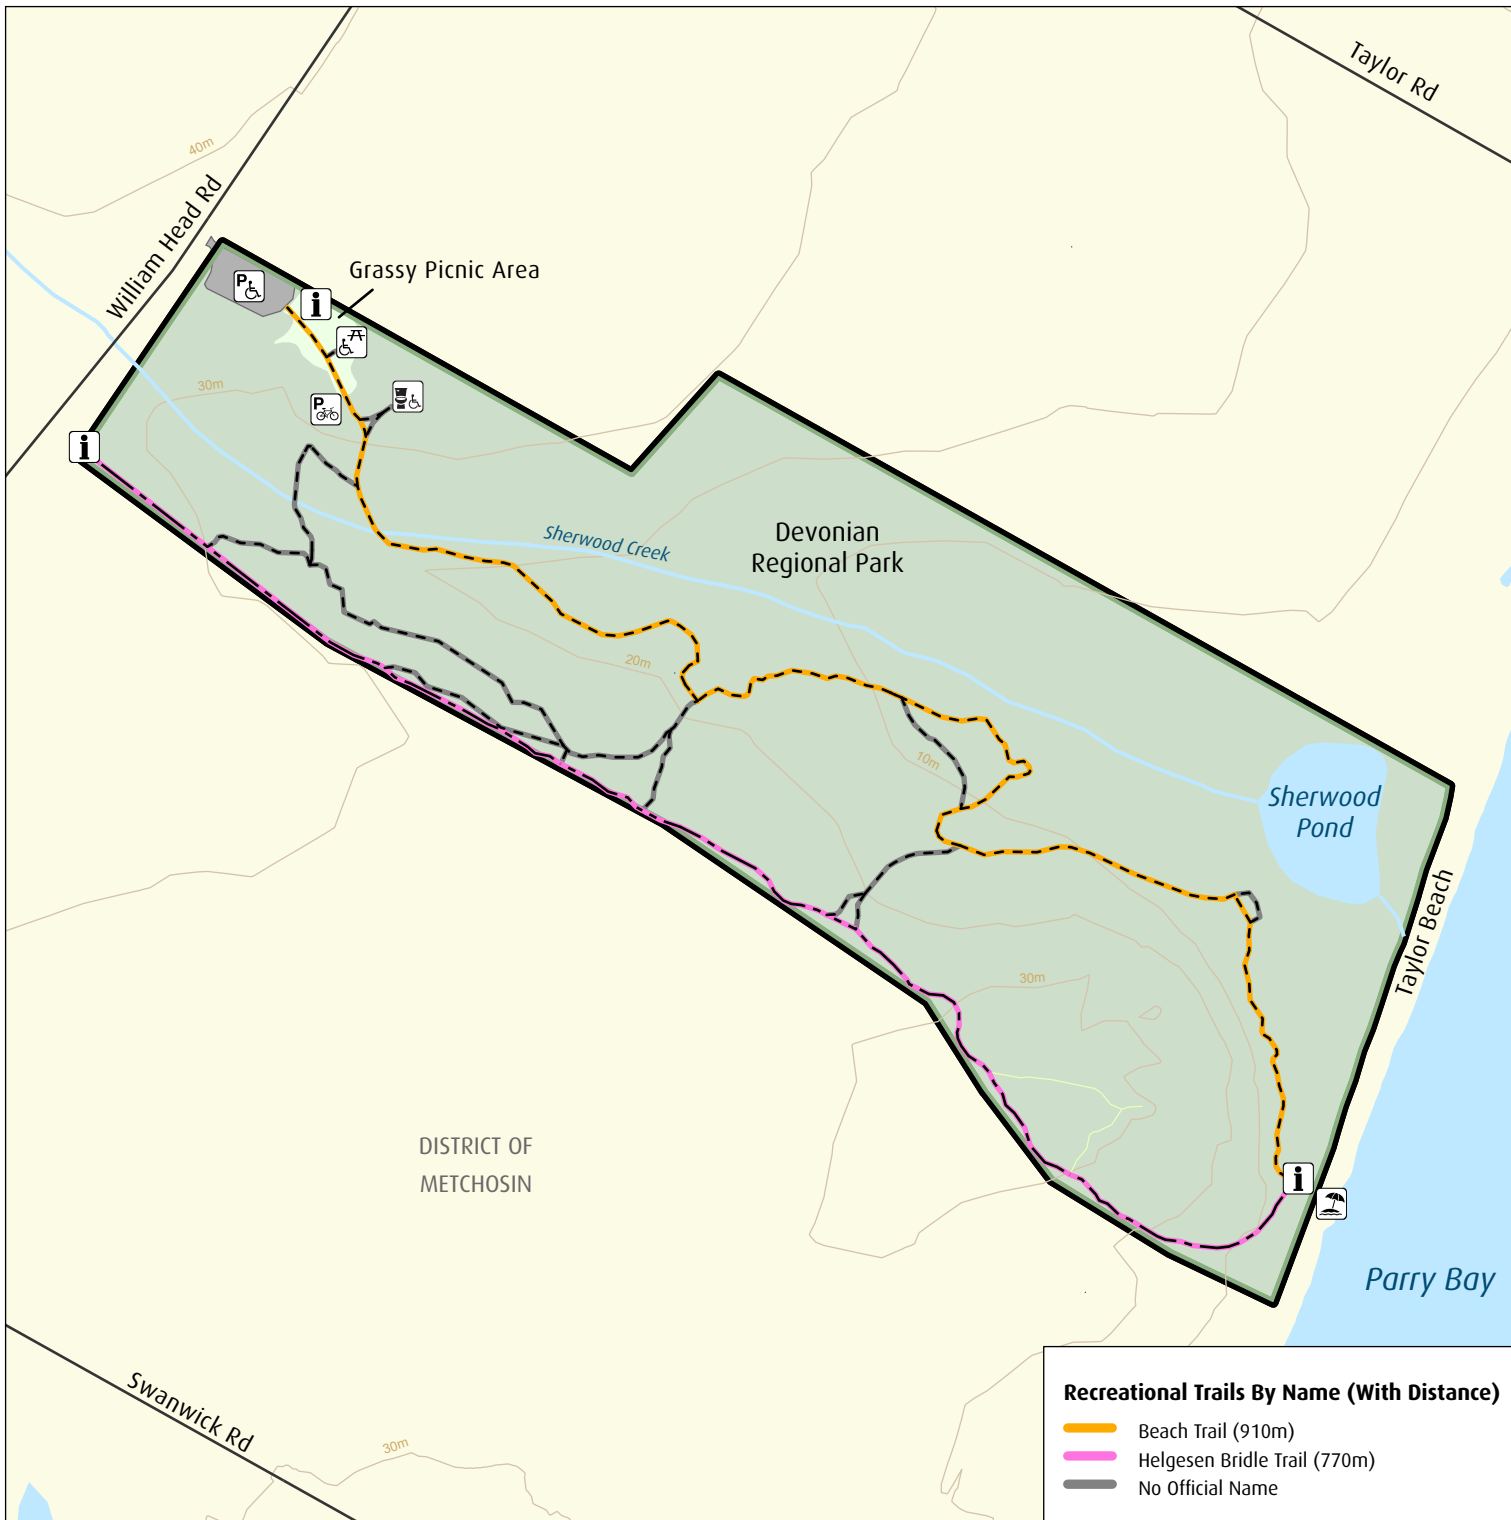 Taylor Rd
40m
William Head Rd
Grassy Picnic Area
P
i
30m
P
i
Sherwood Creek
Devonian
Regional Park
20m
10m
Sherwood
Pond
Taylor Beach
30m
DISTRICT OF
METCHOSIN
i
Parry Bay
Swanwick Rd
30m
Recreational Trails By Name (With Distance)
Beach Trail (910m)
Helgesen Bridle Trail (770m)
No Official Name